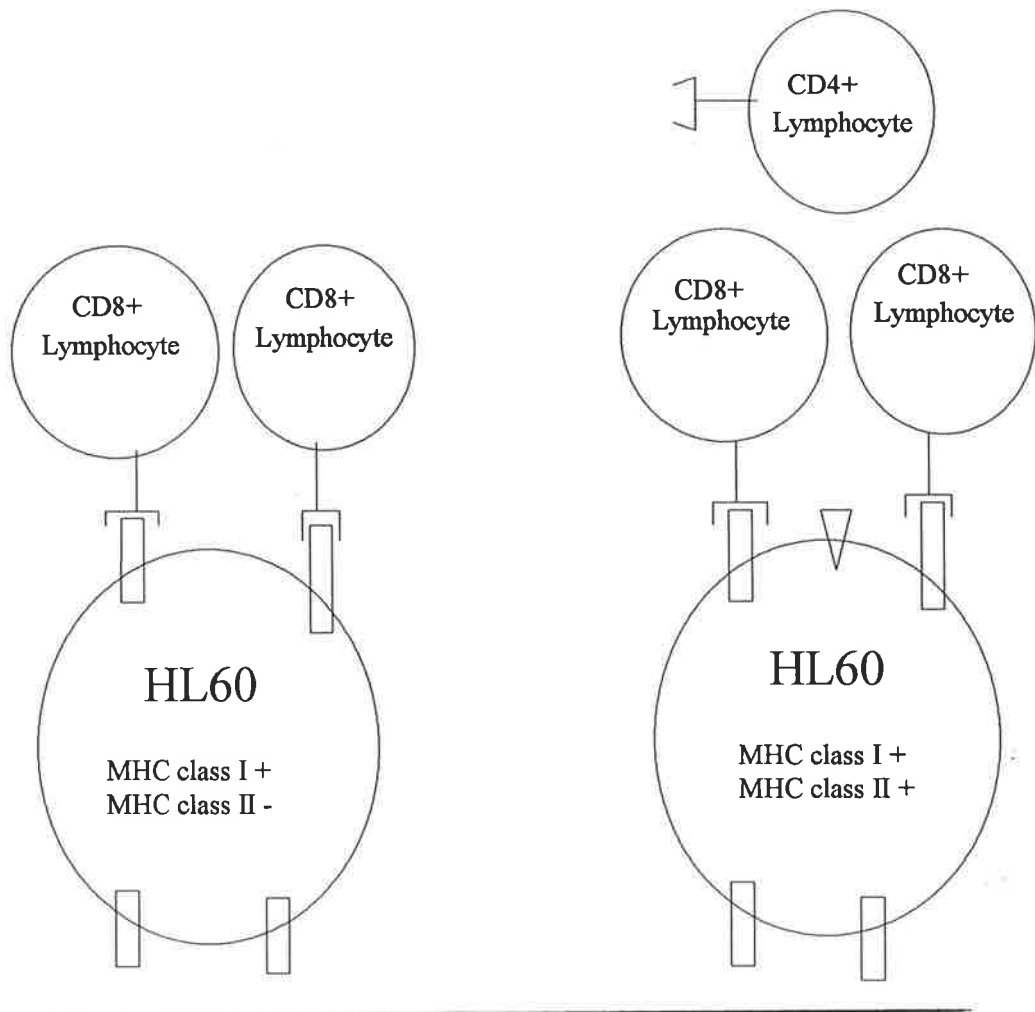 CD4+
Lymphocyte
CD8+
Lymphocyte
CD8+
Lymphocyte
CD8+
Lymphocyte
CD8+
Lymphocyte
HL60
MHC class I +
MHC class II -
HL60
MHC class I +
MHC class II +